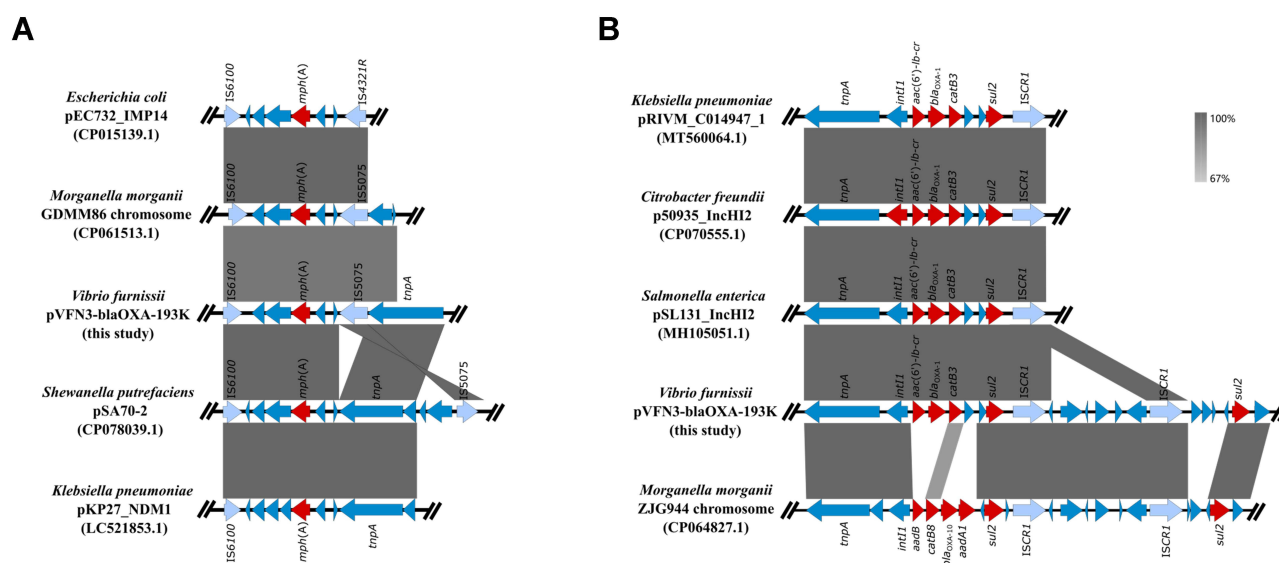 A
IS6100
mph(A)
IS4321R
Escherichia coli
pEC732_IMP14
(CP015139.1)
IS6100
mph(A)
IS5075
Morganella morganii
GDMM86 chromosome
(CP061513.1)
IS6100
mph(A)
IS5075
tnpA
Vibrio furnissii
pVFN3-blaOXA-193K
(this study)
IS6100
mph(A)
tnpA
IS5075
Shewanella putrefaciens
pSA70-2
(CP078039.1)
Klebsiella pneumoniae
pKP27_NDM1
(LC521853.1)
IS6100
mph(A)
tnpA
B
tnpA
intI1
aac(6')-Ib-cr
blaOXA-1
catB3
sul2
ISCR1
Klebsiella pneumoniae
pRIVM_C014947_1
(MT560064.1)
tnpA
intI1
aac(6')-Ib-cr
blaOXA-1
catB3
sul2
ISCR1
Citrobacter freundii
p50935_IncHI2
(CP070555.1)
tnpA
intI1
aac(6')-Ib-cr
blaOXA-1
catB3
sul2
ISCR1
Salmonella enterica
pSL131_IncHI2
(MH105051.1)
tnpA
intI1
aac(6')-Ib-cr
blaOXA-1
catB3
sul2
ISCR1
ISCR1
sul2
Vibrio furnissii
pVFN3-blaOXA-193K
(this study)
Morganella morganii
ZJG944 chromosome
(CP064827.1)
tnpA
intI1
aadB
catB8
blaOXA-10
aadA1
sul2
ISCR1
ISCR1
sul2
100%
67%